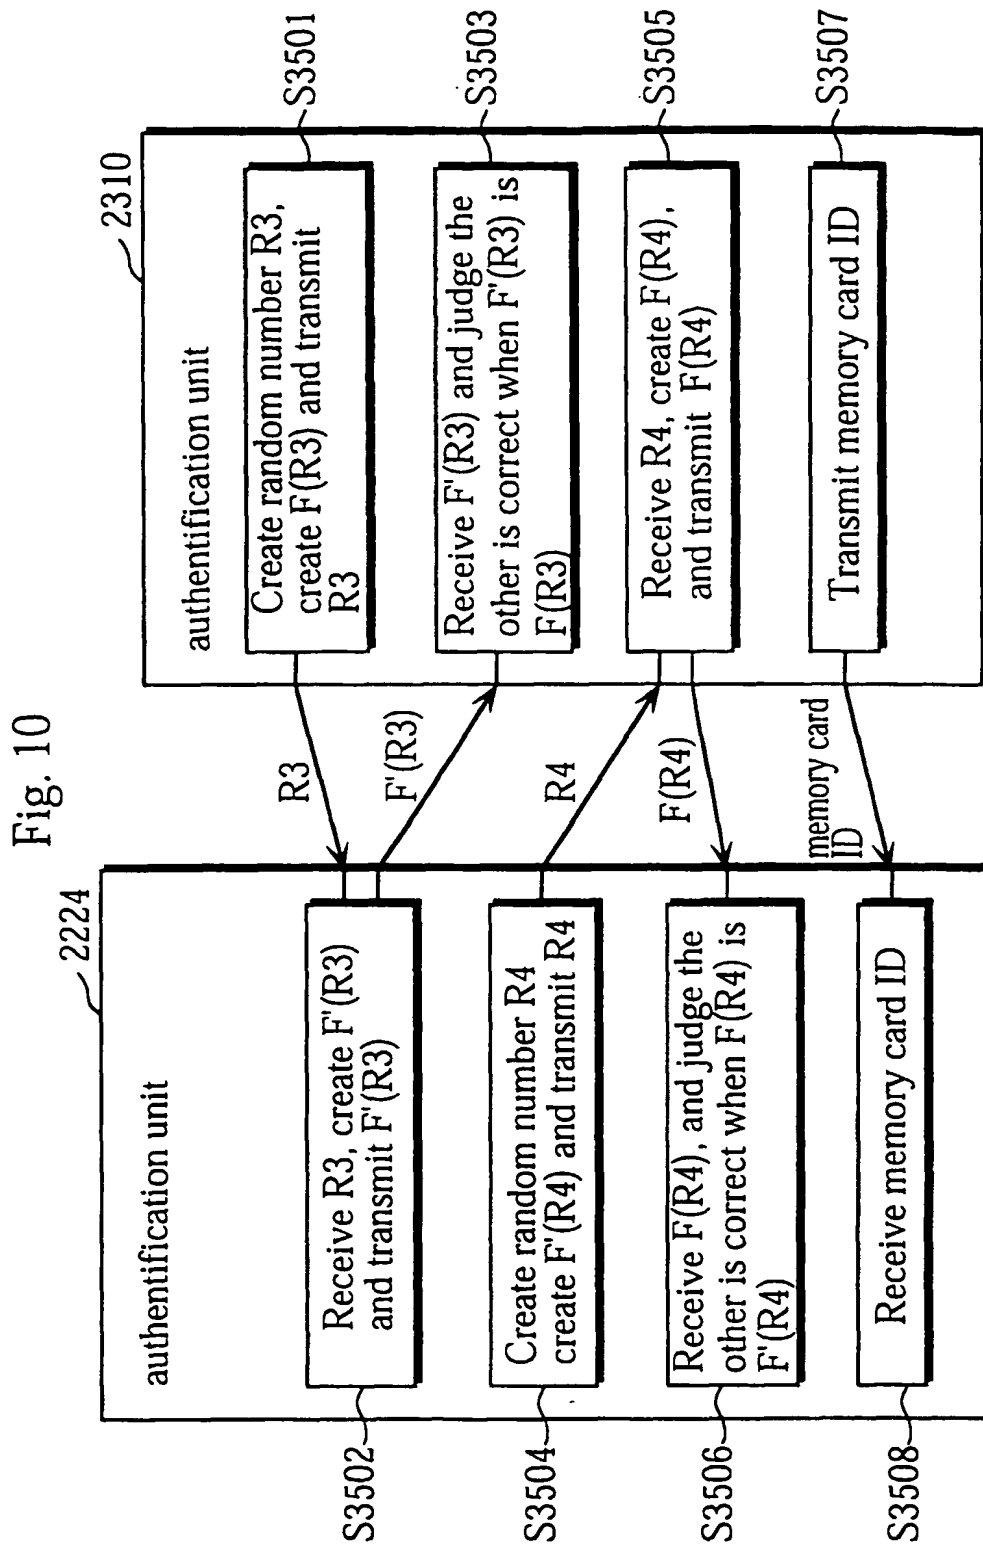 Fig. 10
2224
authentification unit
Receive R3, create F'(R3)
and transmit F'(R3)
S3502
Create random number R4
create F'(R4) and transmit R4
S3504
Receive F(R4), and judge the
other is correct when F(R4) is
F'(R4)
S3506
Receive memory card ID
S3508
R3
F'(R3)
R4
F(R4)
memory card
ID
2310
authentification unit
Create random number R3,
create F(R3) and transmit
R3
S3501
Receive F'(R3) and judge the
other is correct when F'(R3) is
F(R3)
S3503
Receive R4, create F(R4),
and transmit F(R4)
S3505
Transmit memory card ID
S3507